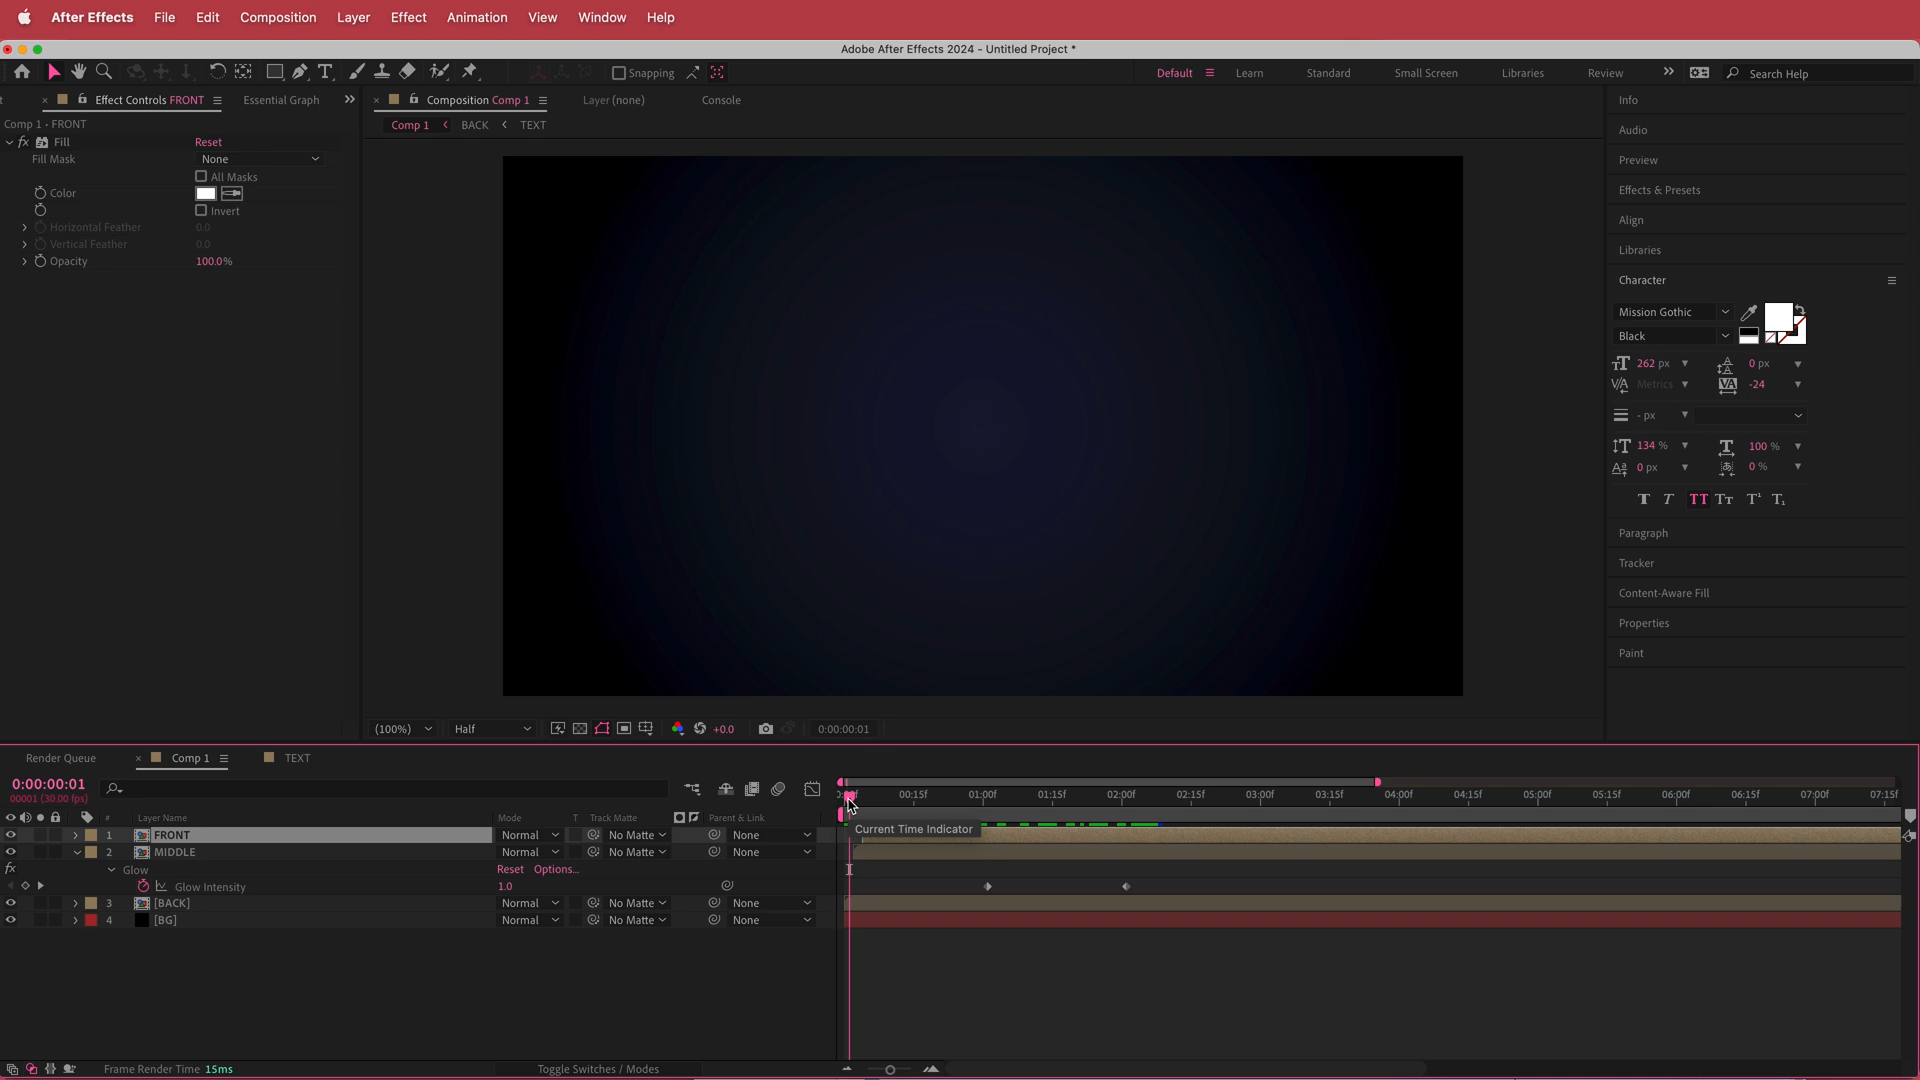 After Effects File Edit Composition Layer Effect Animation View Window Help
Adobe After Effects 2024 - Untitled Project *
Snapping Default Learn Standard Small Screen Libraries Review Search Help
Effect Controls FRONT Essential Graph Composition Comp 1 Layer (none) Console Info
Comp 1 • FRONT Comp 1 BACK TEXT
Audio
fx Fill Reset
Fill Mask None
Preview
All Masks
Color
Effects & Presets
Invert
Align
Horizontal Feather 0.0
Vertical Feather 0.0
Libraries
Opacity 100.0%
Character
Mission Gothic
Black
262 px 0 px
Metrics -24
- px
134 % 100 %
0 px 0 %
Paragraph
Tracker
Content-Aware Fill
Properties
Paint
(100%) Half +0.0 0:00:00:01
Render Queue Comp 1 TEXT
0:00:00:01
00001 (30.00 fps)
00:15f 01:00f 01:15f 02:00f 02:15f 03:00f 03:15f 04:00f 04:15f 05:00f 05:15f 06:00f 06:15f 07:00f 07:15f
# Layer Name Mode T Track Matte Parent & Link
Current Time Indicator
1 FRONT Normal No Matte None
2 MIDDLE Normal No Matte None
fx Glow Reset Options...
Glow Intensity 1.0
3 [BACK] Normal No Matte None
4 [BG] Normal No Matte None
Frame Render Time 15ms Toggle Switches / Modes